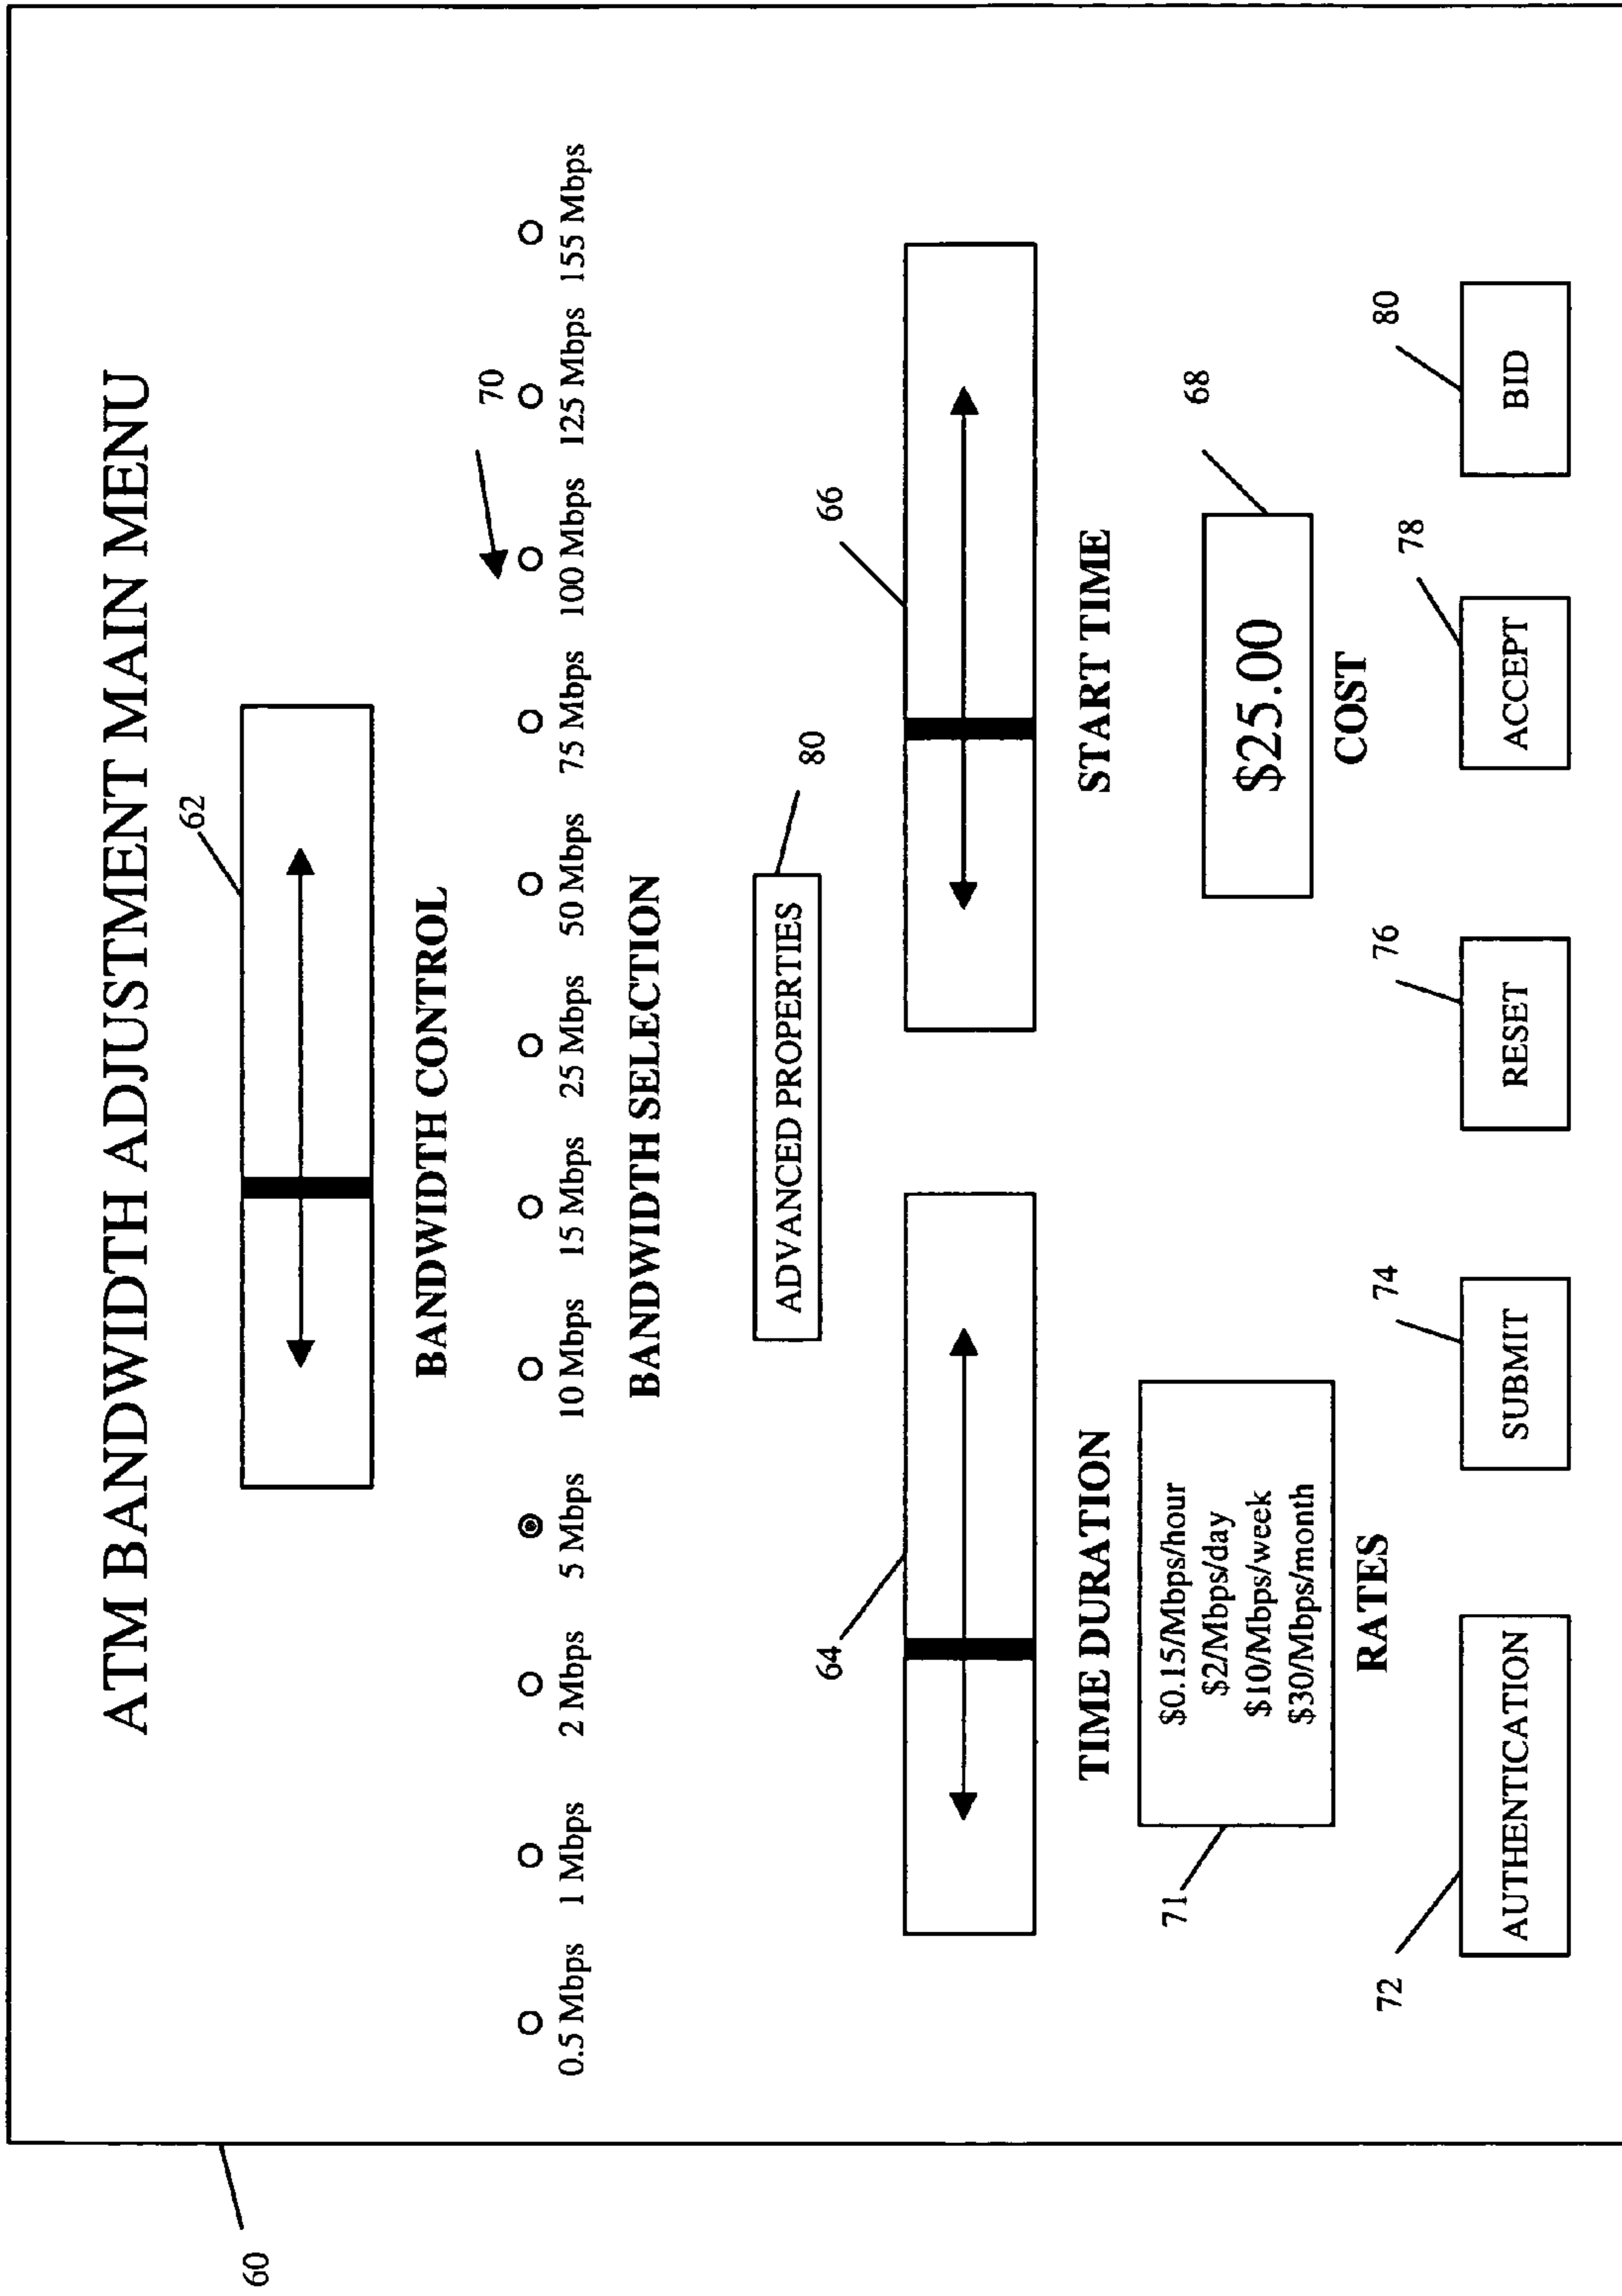 ATM BANDWIDTH ADJUSTMENT MAIN MENU
60
62
BANDWIDTH CONTROL
70
0.5 Mbps 1 Mbps 2 Mbps 5 Mbps 10 Mbps 15 Mbps 25 Mbps 50 Mbps 75 Mbps 100 Mbps 125 Mbps 155 Mbps
BANDWIDTH SELECTION
ADVANCED PROPERTIES
80
64
66
TIME DURATION
START TIME
71
$0.15/Mbps/hour
$2/Mbps/day
$10/Mbps/week
$30/Mbps/month
RATES
68
$25.00
COST
72
74
76
78
80
AUTHENTICATION
SUBMIT
RESET
ACCEPT
BID